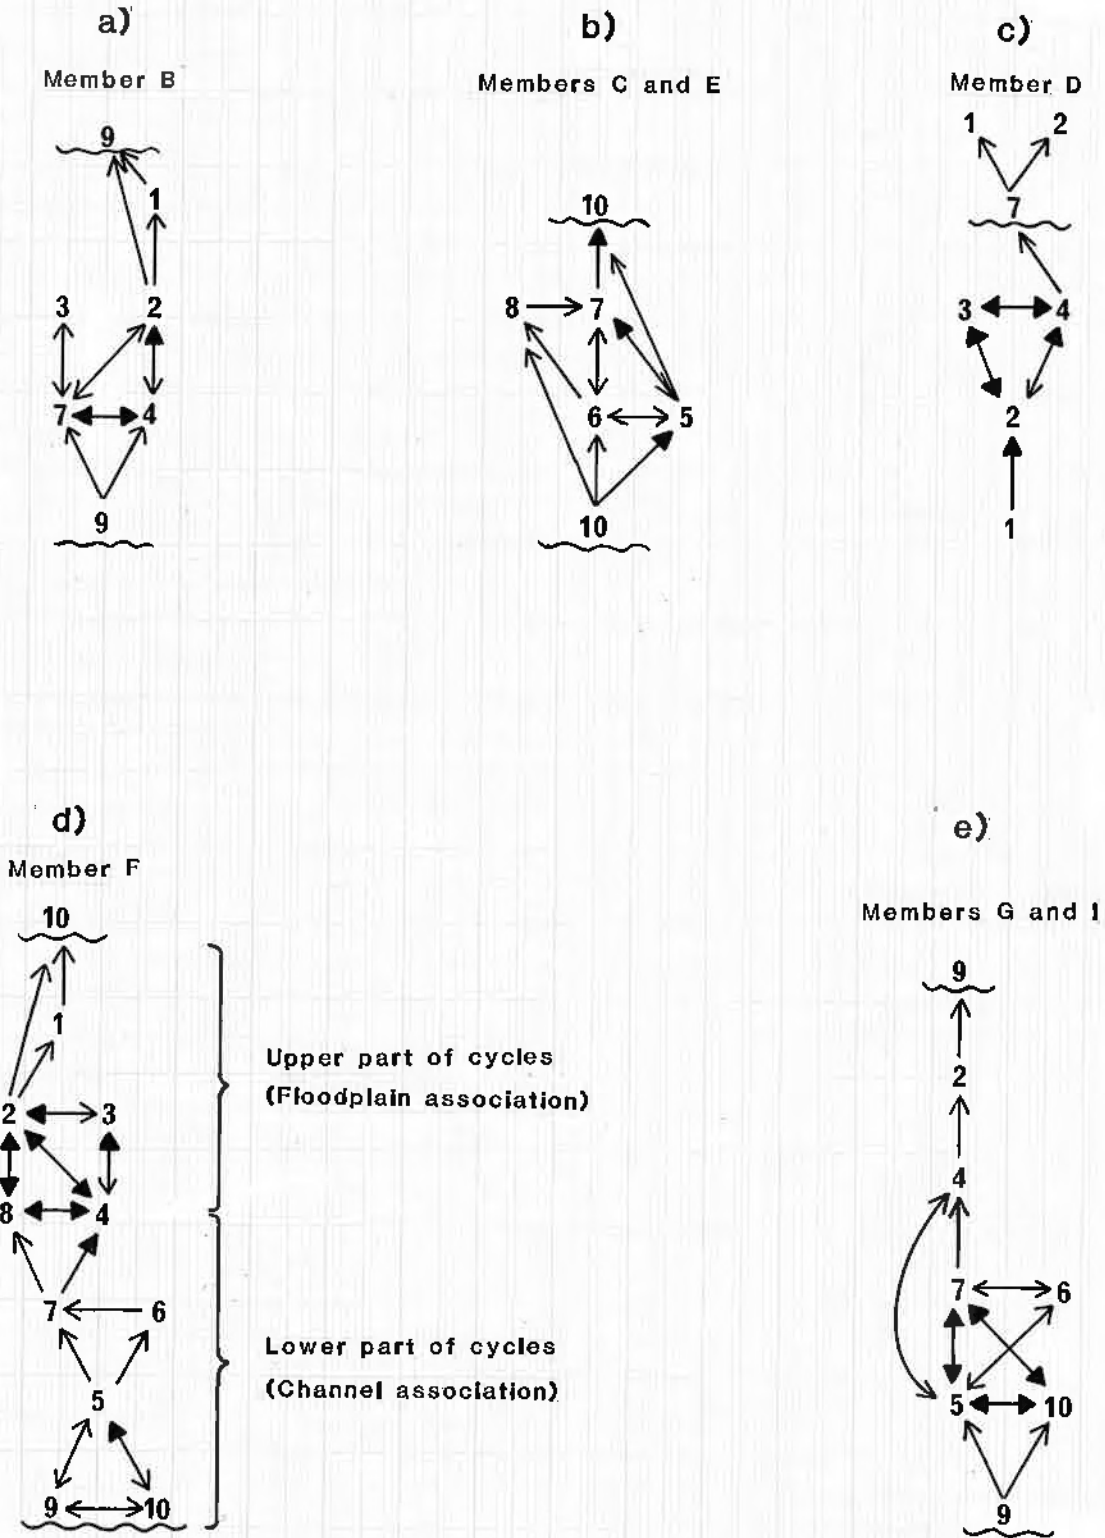 a)
Member B
9
1
3 2
7 4
9
b)
Members C and E
10
8 7
6 5
10
c)
Member D
1 2
7
3 4
2
1
d)
Member F
10
1
2 3
8 4
7 6
5
9 10
Upper part of cycles
(Floodplain association)
Lower part of cycles
(Channel association)
e)
Members G and I
9
2
4
7 6
5 10
9